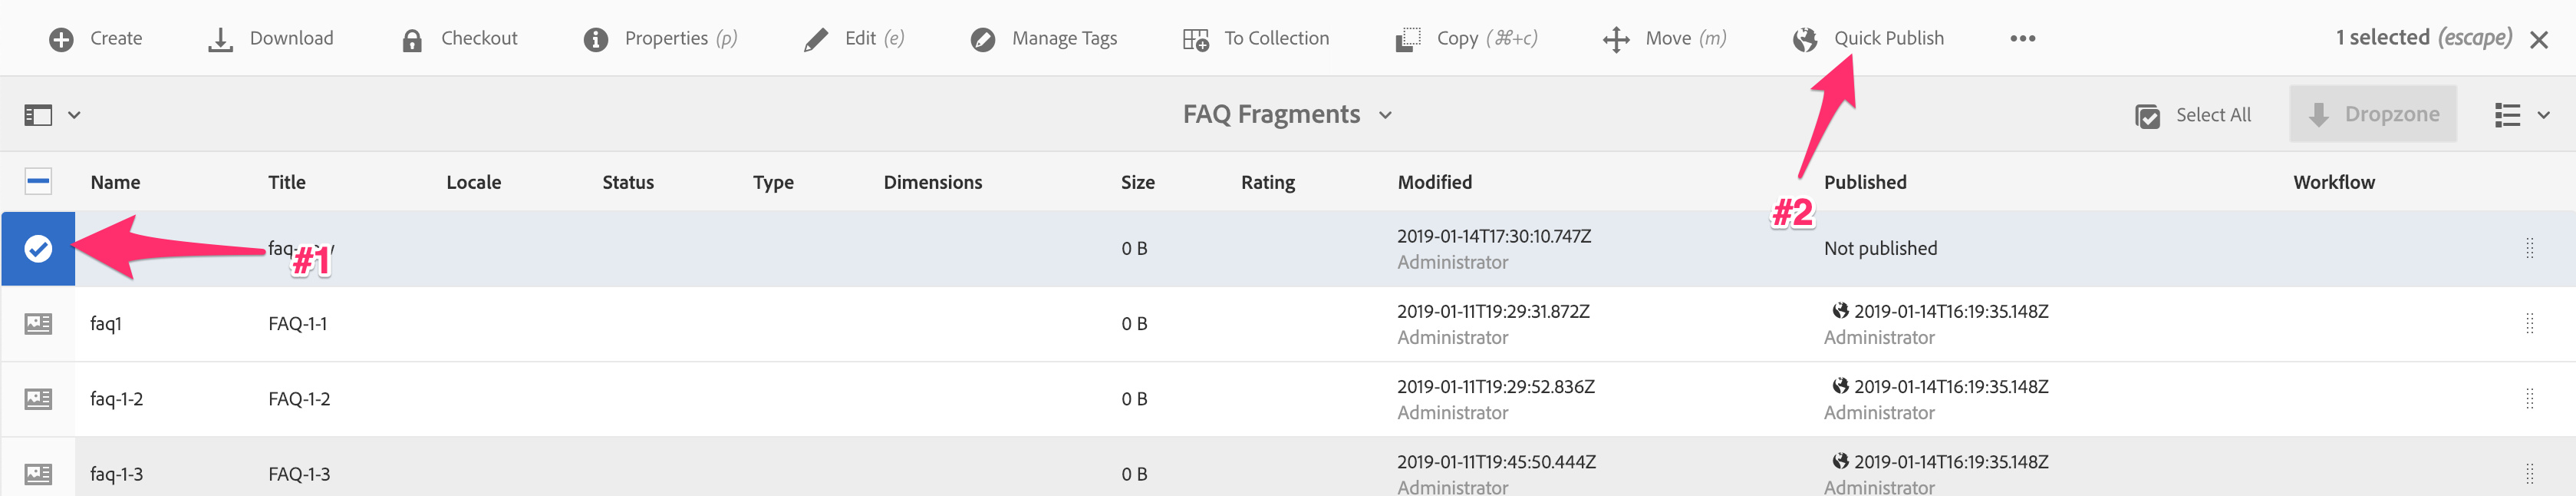 Create Download Checkout Properties (p) Edit (e) Manage Tags To Collection Copy (⌘+c) Move (m) Quick Publish ••• 1 selected (escape)
FAQ Fragments Select All Dropzone
Name Title Locale Status Type Dimensions Size Rating Modified Published Workflow
#2
0 B 2019-01-14T17:30:10.747Z Not published
#1 Administrator
faq1 FAQ-1-1 0 B 2019-01-11T19:29:31.872Z 2019-01-14T16:19:35.148Z
Administrator Administrator
faq-1-2 FAQ-1-2 0 B 2019-01-11T19:29:52.836Z 2019-01-14T16:19:35.148Z
Administrator Administrator
faq-1-3 FAQ-1-3 0 B 2019-01-11T19:45:50.444Z 2019-01-14T16:19:35.148Z
Administrator Administrator